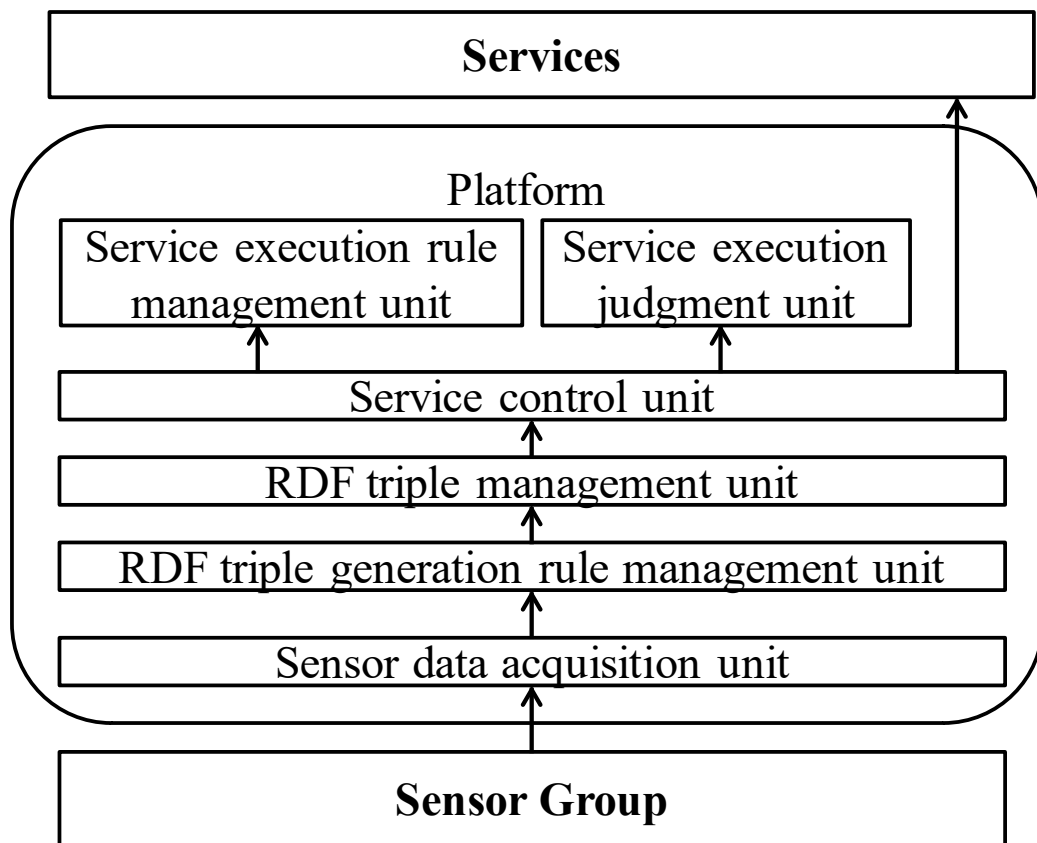 Services
Platform
Service execution rule
management unit
Service execution
judgment unit
Service control unit
RDF triple management unit
RDF triple generation rule management unit
Sensor data acquisition unit
Sensor Group